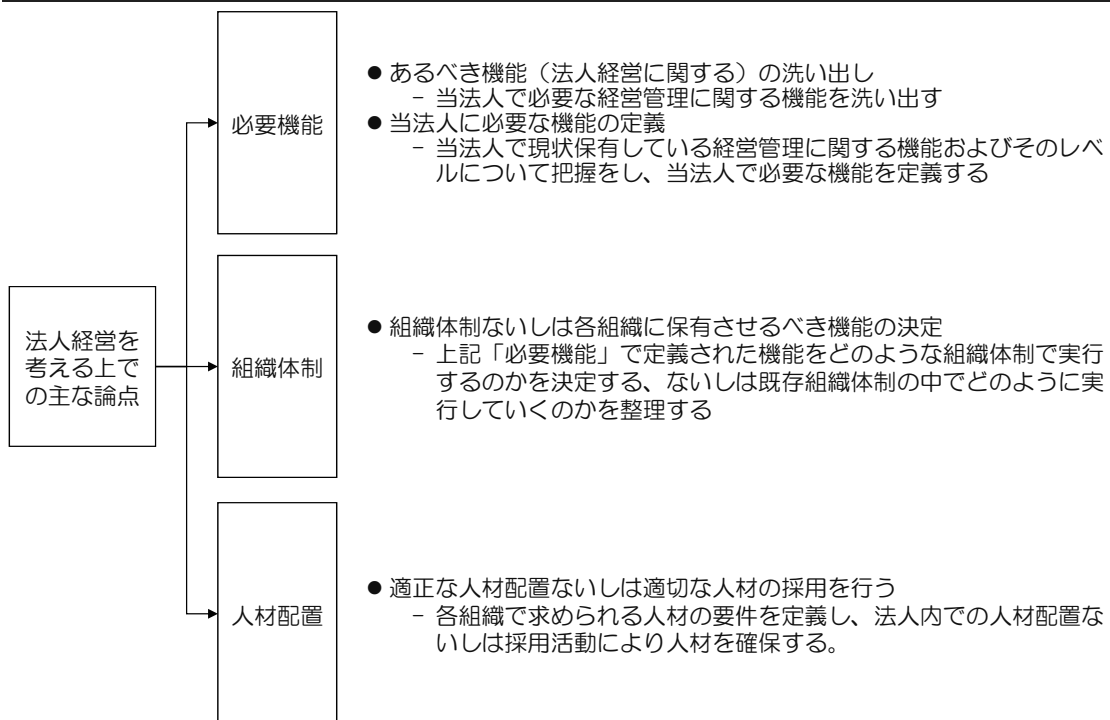 必要機能
● あるべき機能（法人経営に関する）の洗い出し
－ 当法人で必要な経営管理に関する機能を洗い出す
● 当法人に必要な機能の定義
－ 当法人で現状保有している経営管理に関する機能およびそのレベ
ルについて把握をし、当法人で必要な機能を定義する
法人経営を
考える上で
の主な論点
組織体制
● 組織体制ないしは各組織に保有させるべき機能の決定
－ 上記「必要機能」で定義された機能をどのような組織体制で実行
するのかを決定する、ないしは既存組織体制の中でどのように実
行していくのかを整理する
人材配置
● 適正な人材配置ないしは適切な人材の採用を行う
－ 各組織で求められる人材の要件を定義し、法人内での人材配置な
いしは採用活動により人材を確保する。